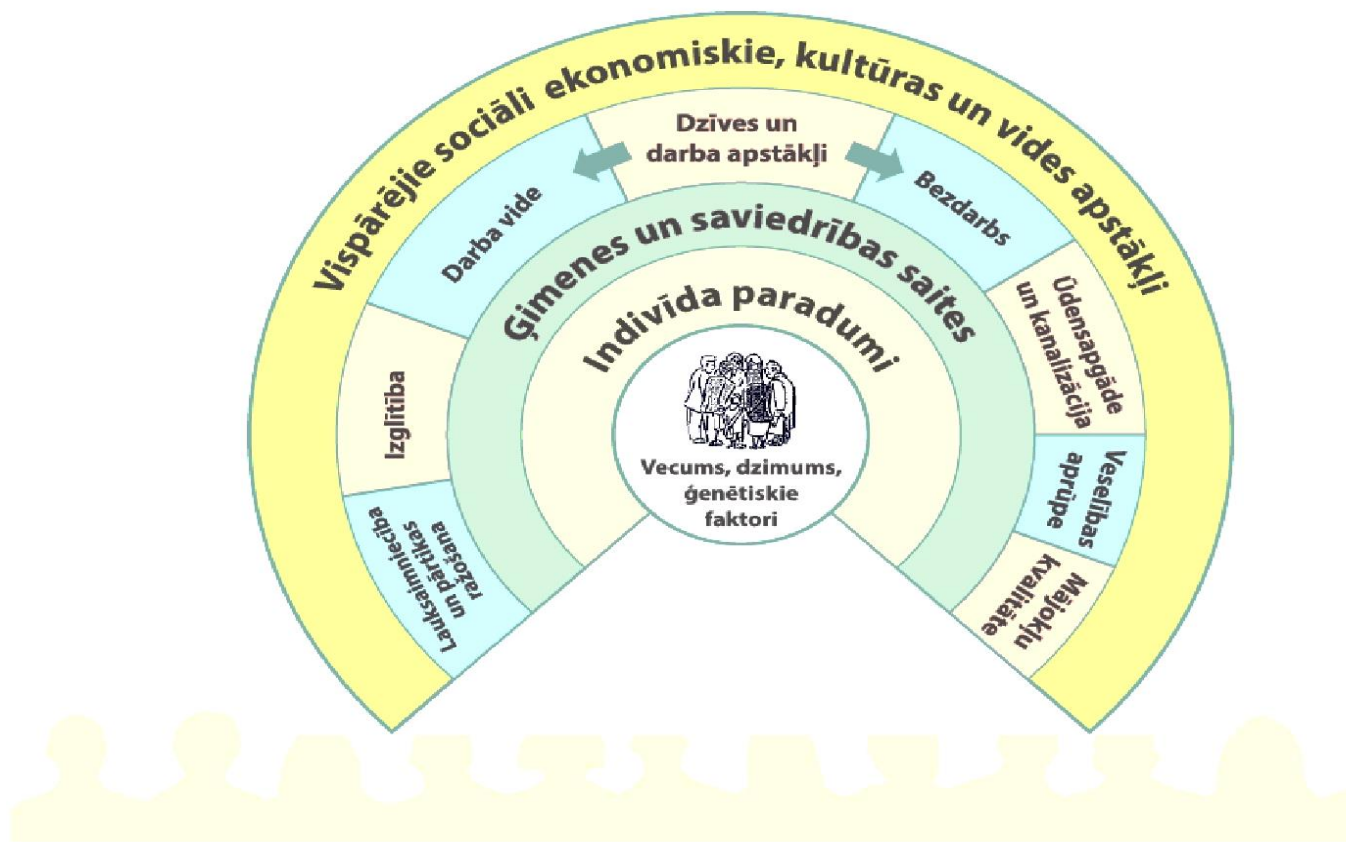 Vispārējie sociāli ekonomiskie, kultūras un vides apstākļi
Dzīves un
darba apstākļi
Darba vide
Bezdarbs
Izglītība
Ūdensapgāde
un kanalizācija
Lauksaimniecība
un pārtikas
ražošana
Veselības
aprūpe
Mājokļu
kvalitāte
Ģimenes un saviedrības saites
Indivīda paradumi
Vecums, dzimums,
ģenētiskie
faktori